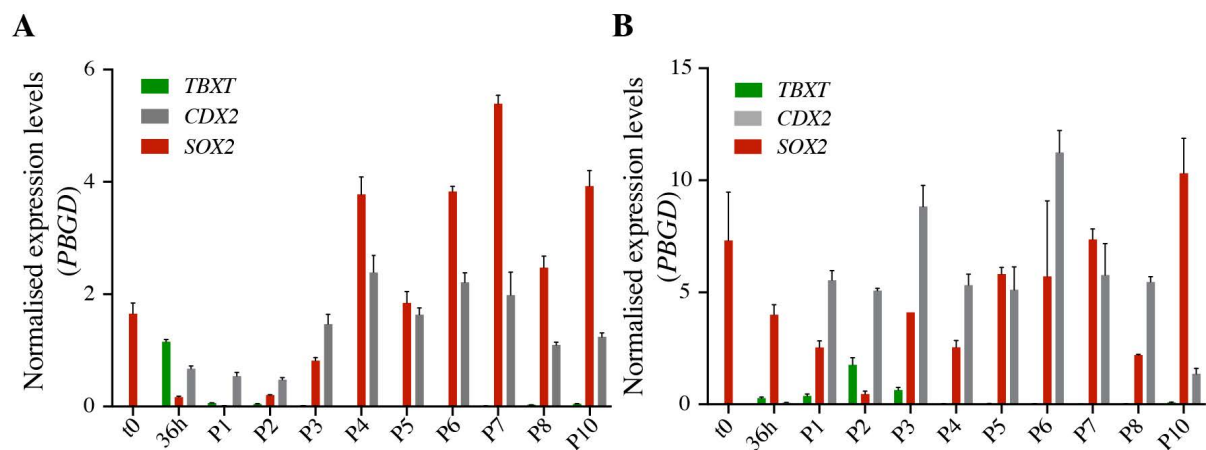 A
Normalised expression levels
(PBGD)
6
4
2
0
TBXT
CDX2
SOX2
t0
36h
P1
P2
P3
P4
P5
P6
P7
P8
P10
B
Normalised expression levels
(PBGD)
15
10
5
0
TBXT
CDX2
SOX2
t0
36h
P1
P2
P3
P4
P5
P6
P7
P8
P10